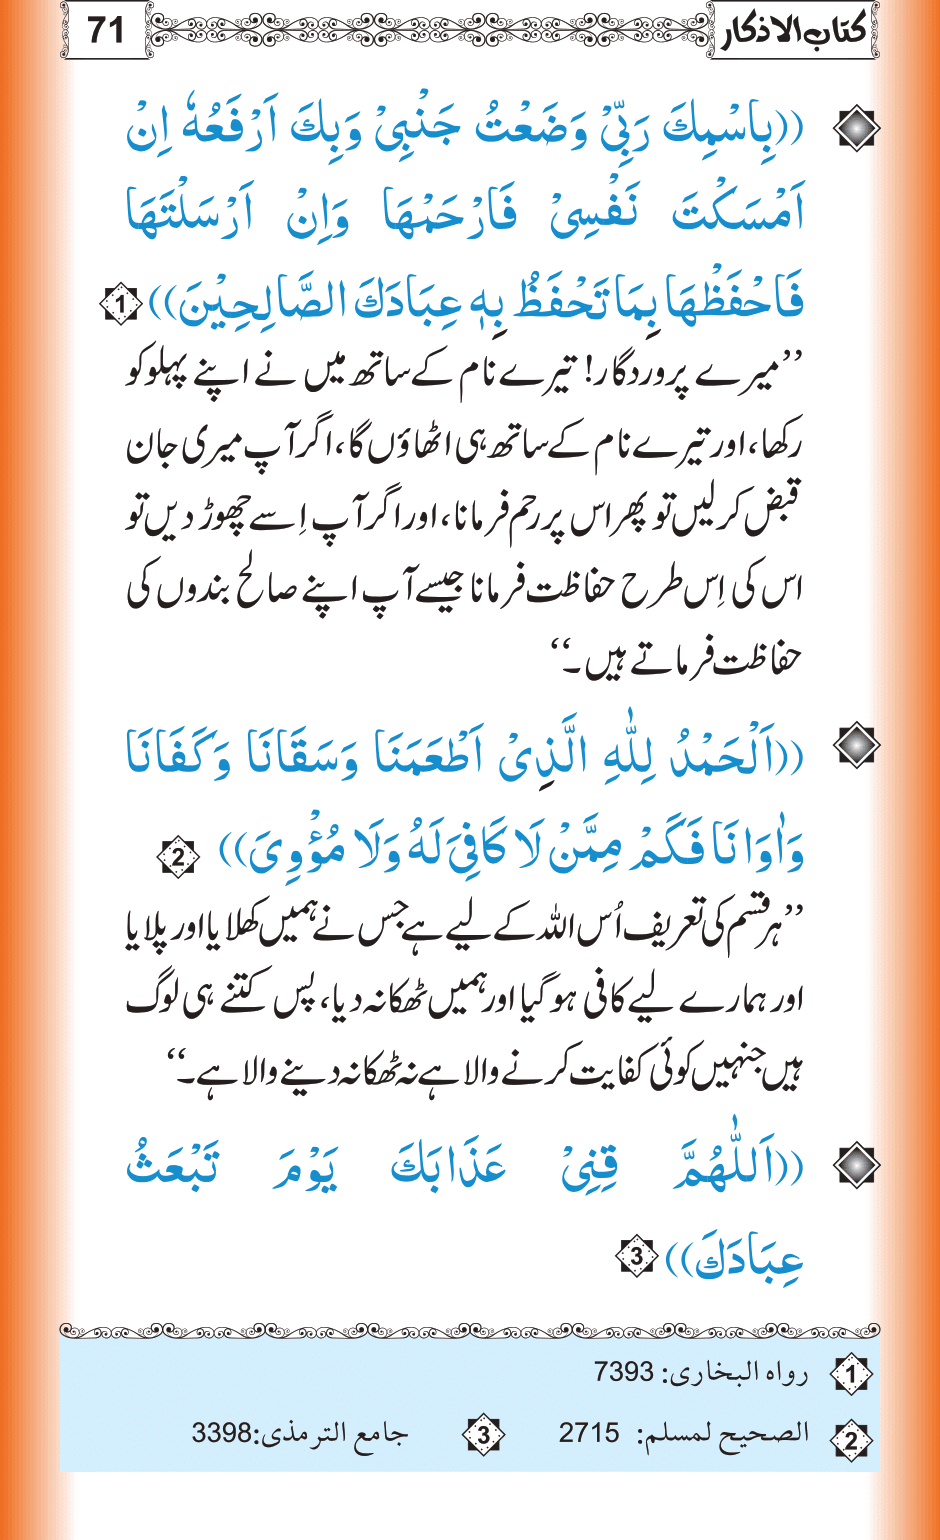 کتاب الاذکار 71
((بِاسْمِكَ رَبِّيْ وَضَعْتُ جَنْبِيْ وَبِكَ اَرْفَعُهٗ اِنْ
اَمْسَكْتَ نَفْسِيْ فَارْحَمْهَا وَاِنْ اَرْسَلْتَهَا
فَاحْفَظْهَا بِمَا تَحْفَظُ بِهٖ عِبَادَكَ الصَّالِحِيْنَ)) 1
’’میرے پروردگار! تیرے نام کے ساتھ میں نے اپنے پہلو کو
رکھا، اور تیرے نام کے ساتھ ہی اٹھاؤں گا، اگر آپ میری جان
قبض کر لیں تو پھر اس پر رحم فرمانا، اور اگر آپ اِسے چھوڑ دیں تو
اس کی اِس طرح حفاظت فرمانا جیسے آپ اپنے صالح بندوں کی
حفاظت فرماتے ہیں۔‘‘
((اَلْحَمْدُ لِلّٰهِ الَّذِيْ اَطْعَمَنَا وَسَقَانَا وَكَفَانَا
وَاٰوَانَا فَكَمْ مِمَّنْ لَا كَافِيَ لَهُ وَلَا مُؤْوِيَ)) 2
’’ہر قسم کی تعریف اُس اللہ کے لیے ہے جس نے ہمیں کھلایا اور پلایا
اور ہمارے لیے کافی ہو گیا اور ہمیں ٹھکانہ دیا، پس کتنے ہی لوگ
ہیں جنہیں کوئی کفایت کرنے والا ہے نہ ٹھکانہ دینے والا ہے۔‘‘
((اَللّٰهُمَّ قِنِيْ عَذَابَكَ يَوْمَ تَبْعَثُ
عِبَادَكَ)) 3
1 رواه البخاری: 7393
2 الصحیح لمسلم: 2715 3 جامع الترمذی:3398